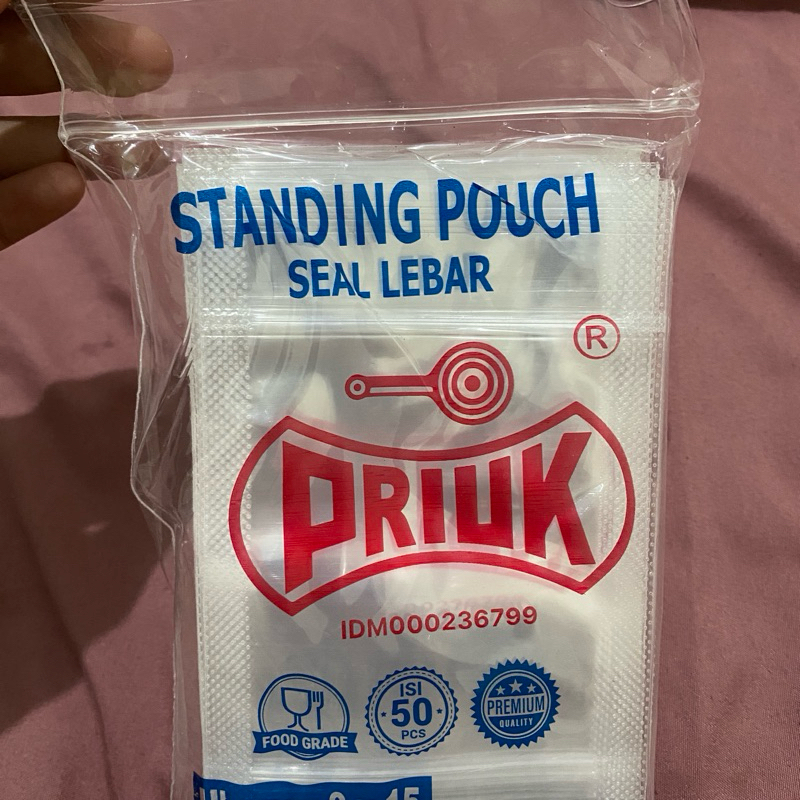 STANDING POUCH
SEAL LEBAR
®
PRIUK
IDM000236799
FOOD GRADE
ISI
50
PCS
PREMIUM
QUALITY